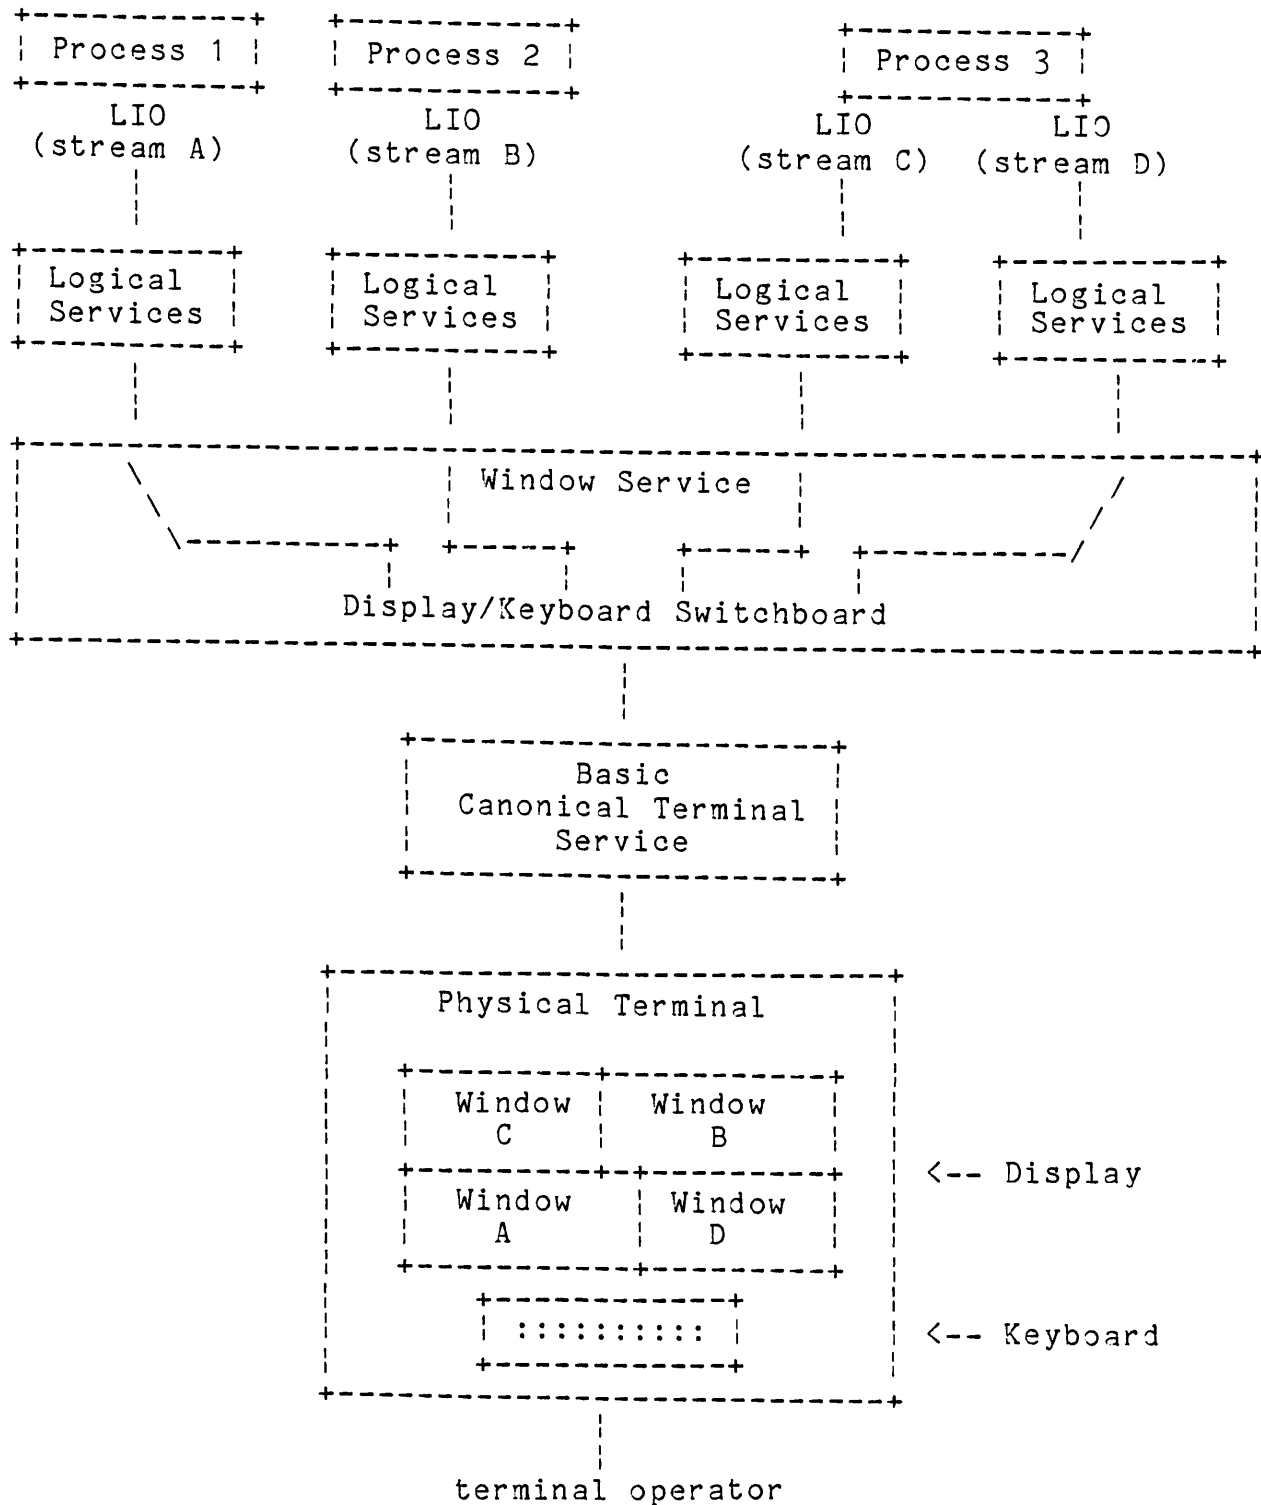 Process 1 Process 2 Process 3
LIO LIO LIO LIO
(stream A) (stream B) (stream C) (stream D)
Logical Logical Logical Logical
Services Services Services Services
Window Service
Display/Keyboard Switchboard
Basic
Canonical Terminal
Service
Physical Terminal
Window Window
C B
<-- Display
Window Window
A D
:::::::::: <-- Keyboard
terminal operator